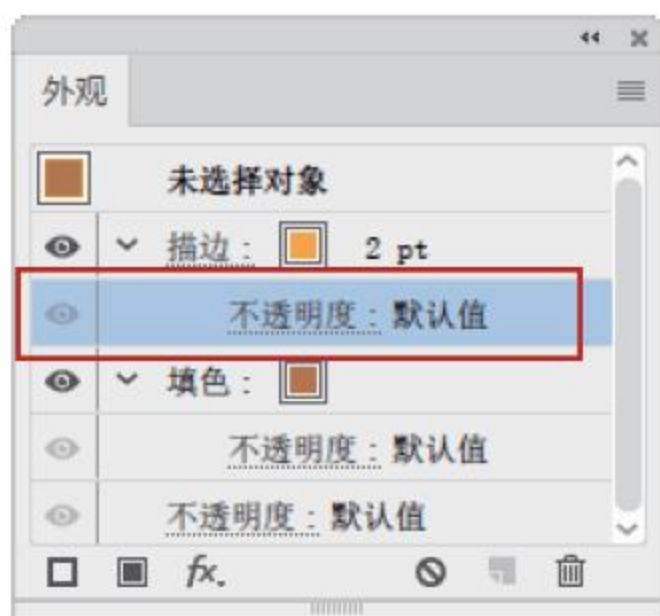 外观
未选择对象
描边： 2 pt
不透明度：默认值
填色：
不透明度：默认值
不透明度：默认值
fx.